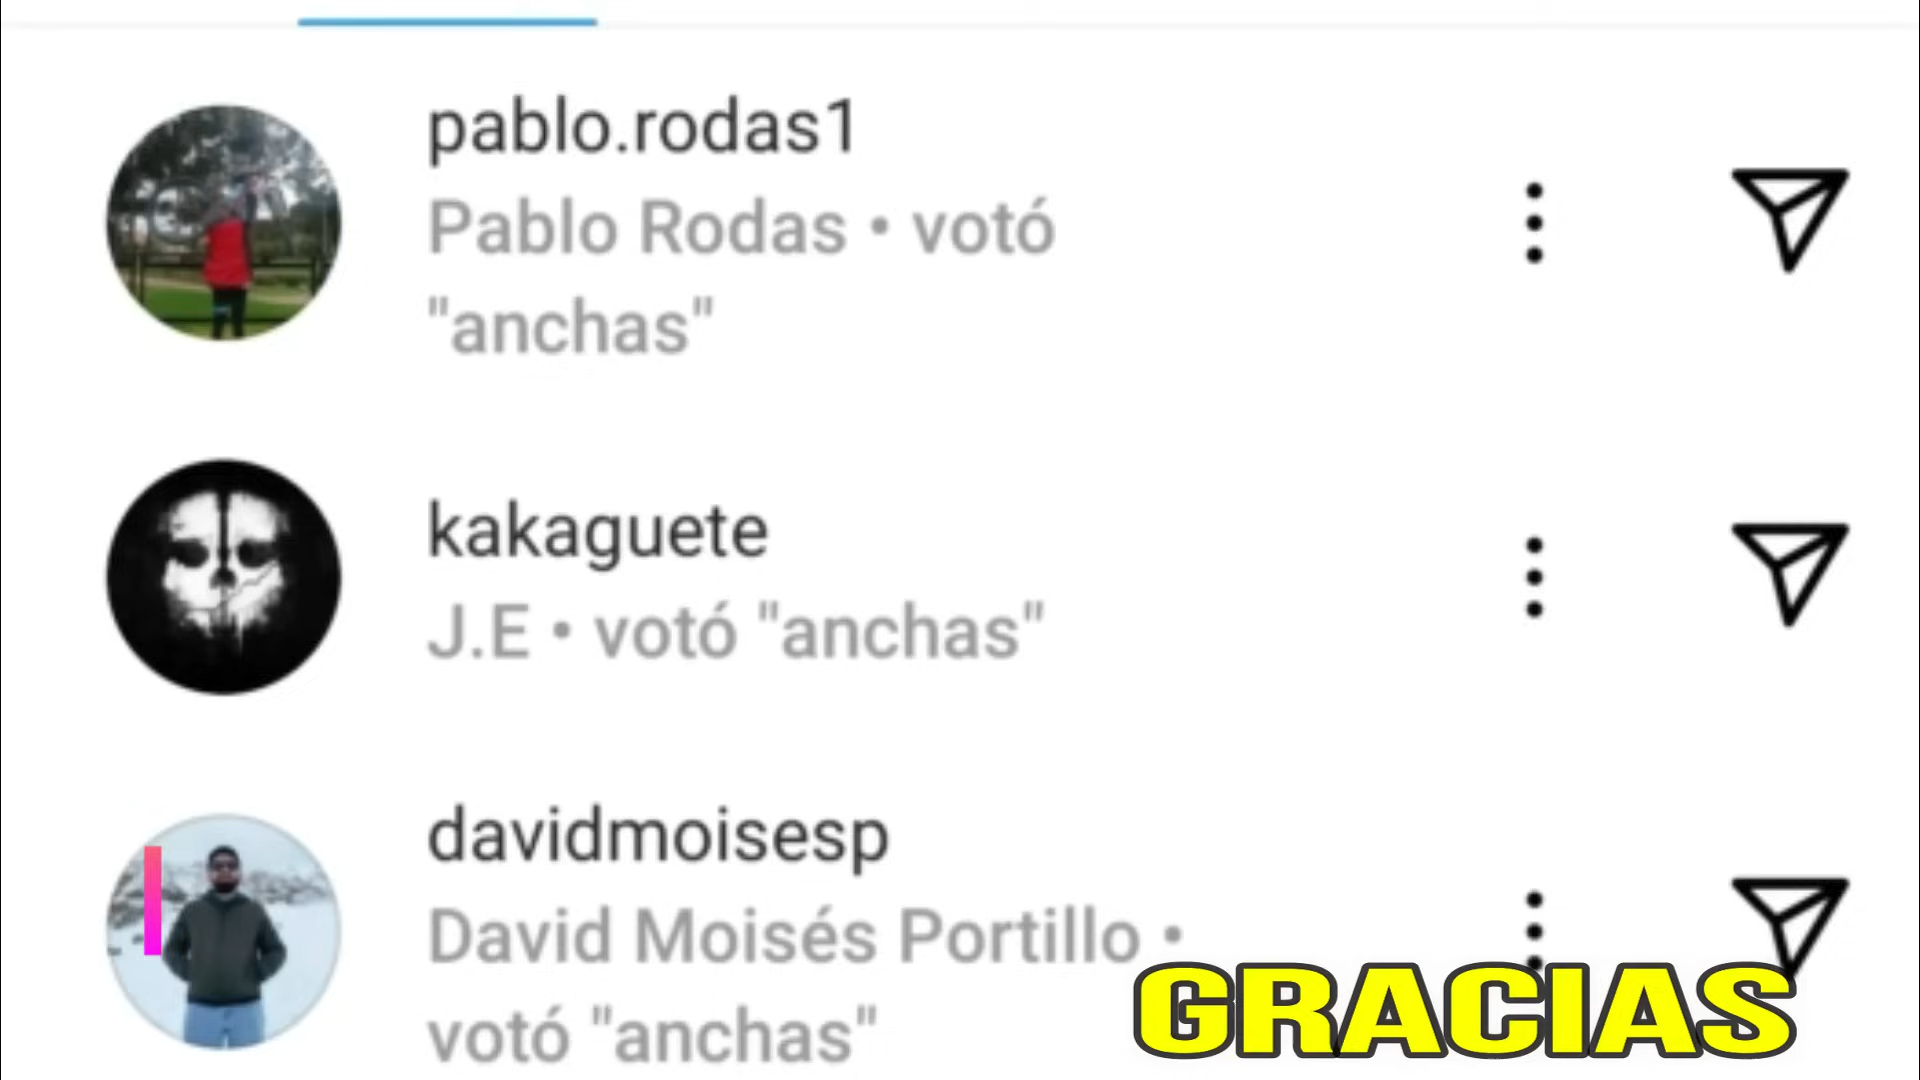 pablo.rodas1
Pablo Rodas • votó
"anchas"
kakaguete
J.E • votó "anchas"
davidmoisesp
David Moisés Portillo •
votó "anchas"
GRACIAS